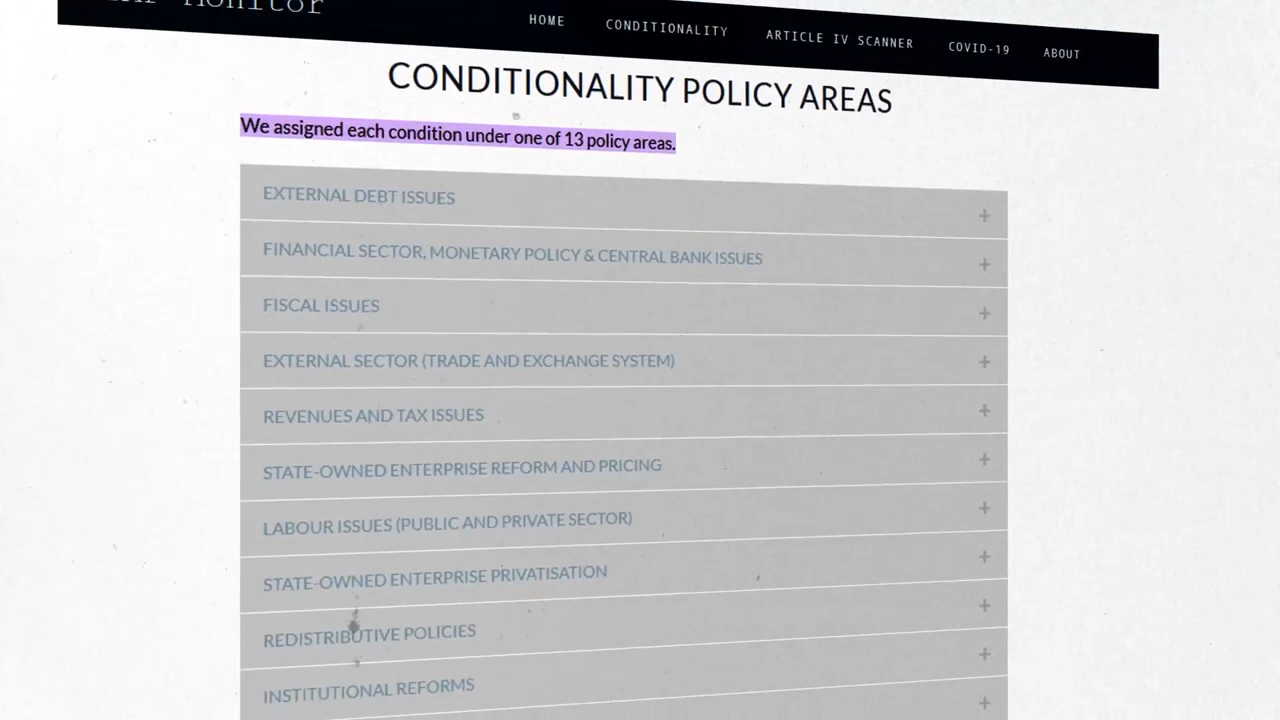 Monitor
HOME CONDITIONALITY ARTICLE IV SCANNER COVID-19 ABOUT
CONDITIONALITY POLICY AREAS
We assigned each condition under one of 13 policy areas.
EXTERNAL DEBT ISSUES +
FINANCIAL SECTOR, MONETARY POLICY & CENTRAL BANK ISSUES +
FISCAL ISSUES +
EXTERNAL SECTOR (TRADE AND EXCHANGE SYSTEM) +
REVENUES AND TAX ISSUES +
STATE-OWNED ENTERPRISE REFORM AND PRICING +
LABOUR ISSUES (PUBLIC AND PRIVATE SECTOR) +
STATE-OWNED ENTERPRISE PRIVATISATION +
REDISTRIBUTIVE POLICIES +
INSTITUTIONAL REFORMS +
+